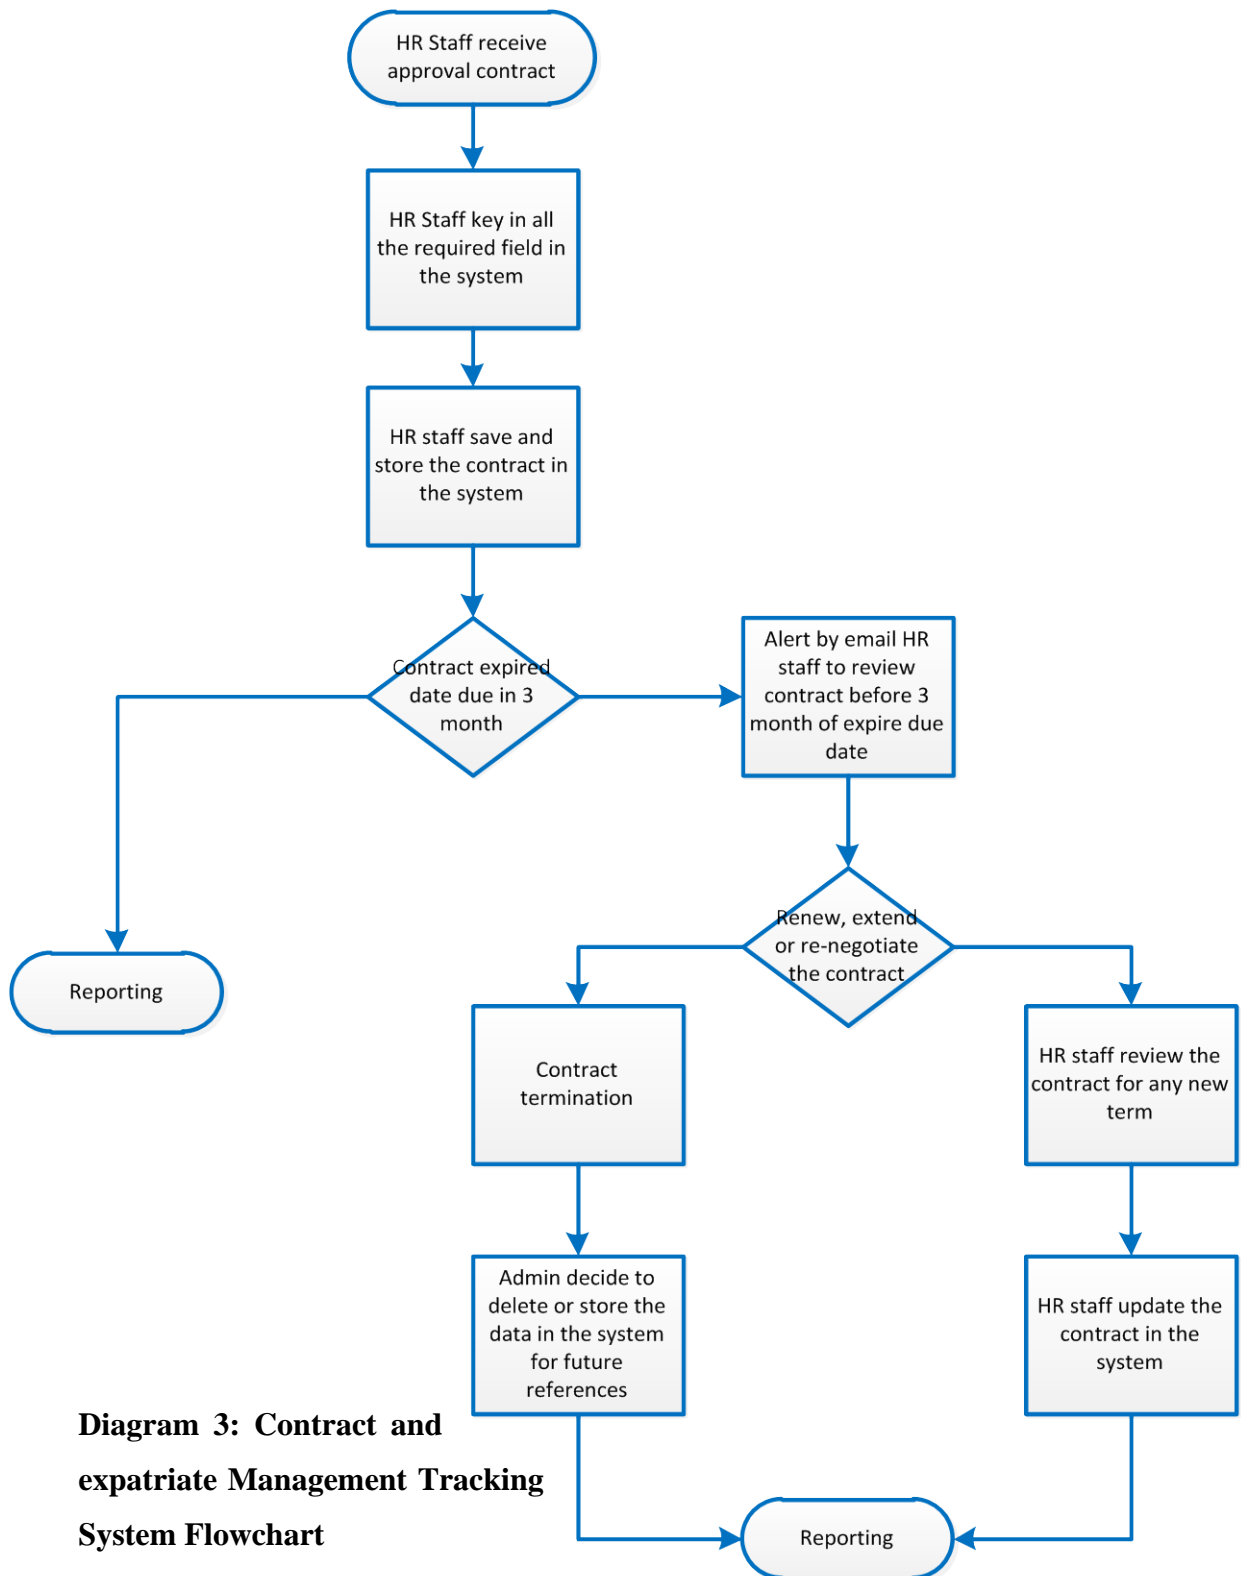 HR Staff receive
approval contract
HR Staff key in all
the required field in
the system
HR staff save and
store the contract in
the system
Contract expired
date due in 3
month
Alert by email HR
staff to review
contract before 3
month of expire due
date
Reporting
Renew, extend
or re-negotiate
the contract
Contract
termination
HR staff review the
contract for any new
term
Admin decide to
delete or store the
data in the system
for future
references
HR staff update the
contract in the
system
Diagram 3: Contract and
expatriate Management Tracking
System Flowchart
Reporting